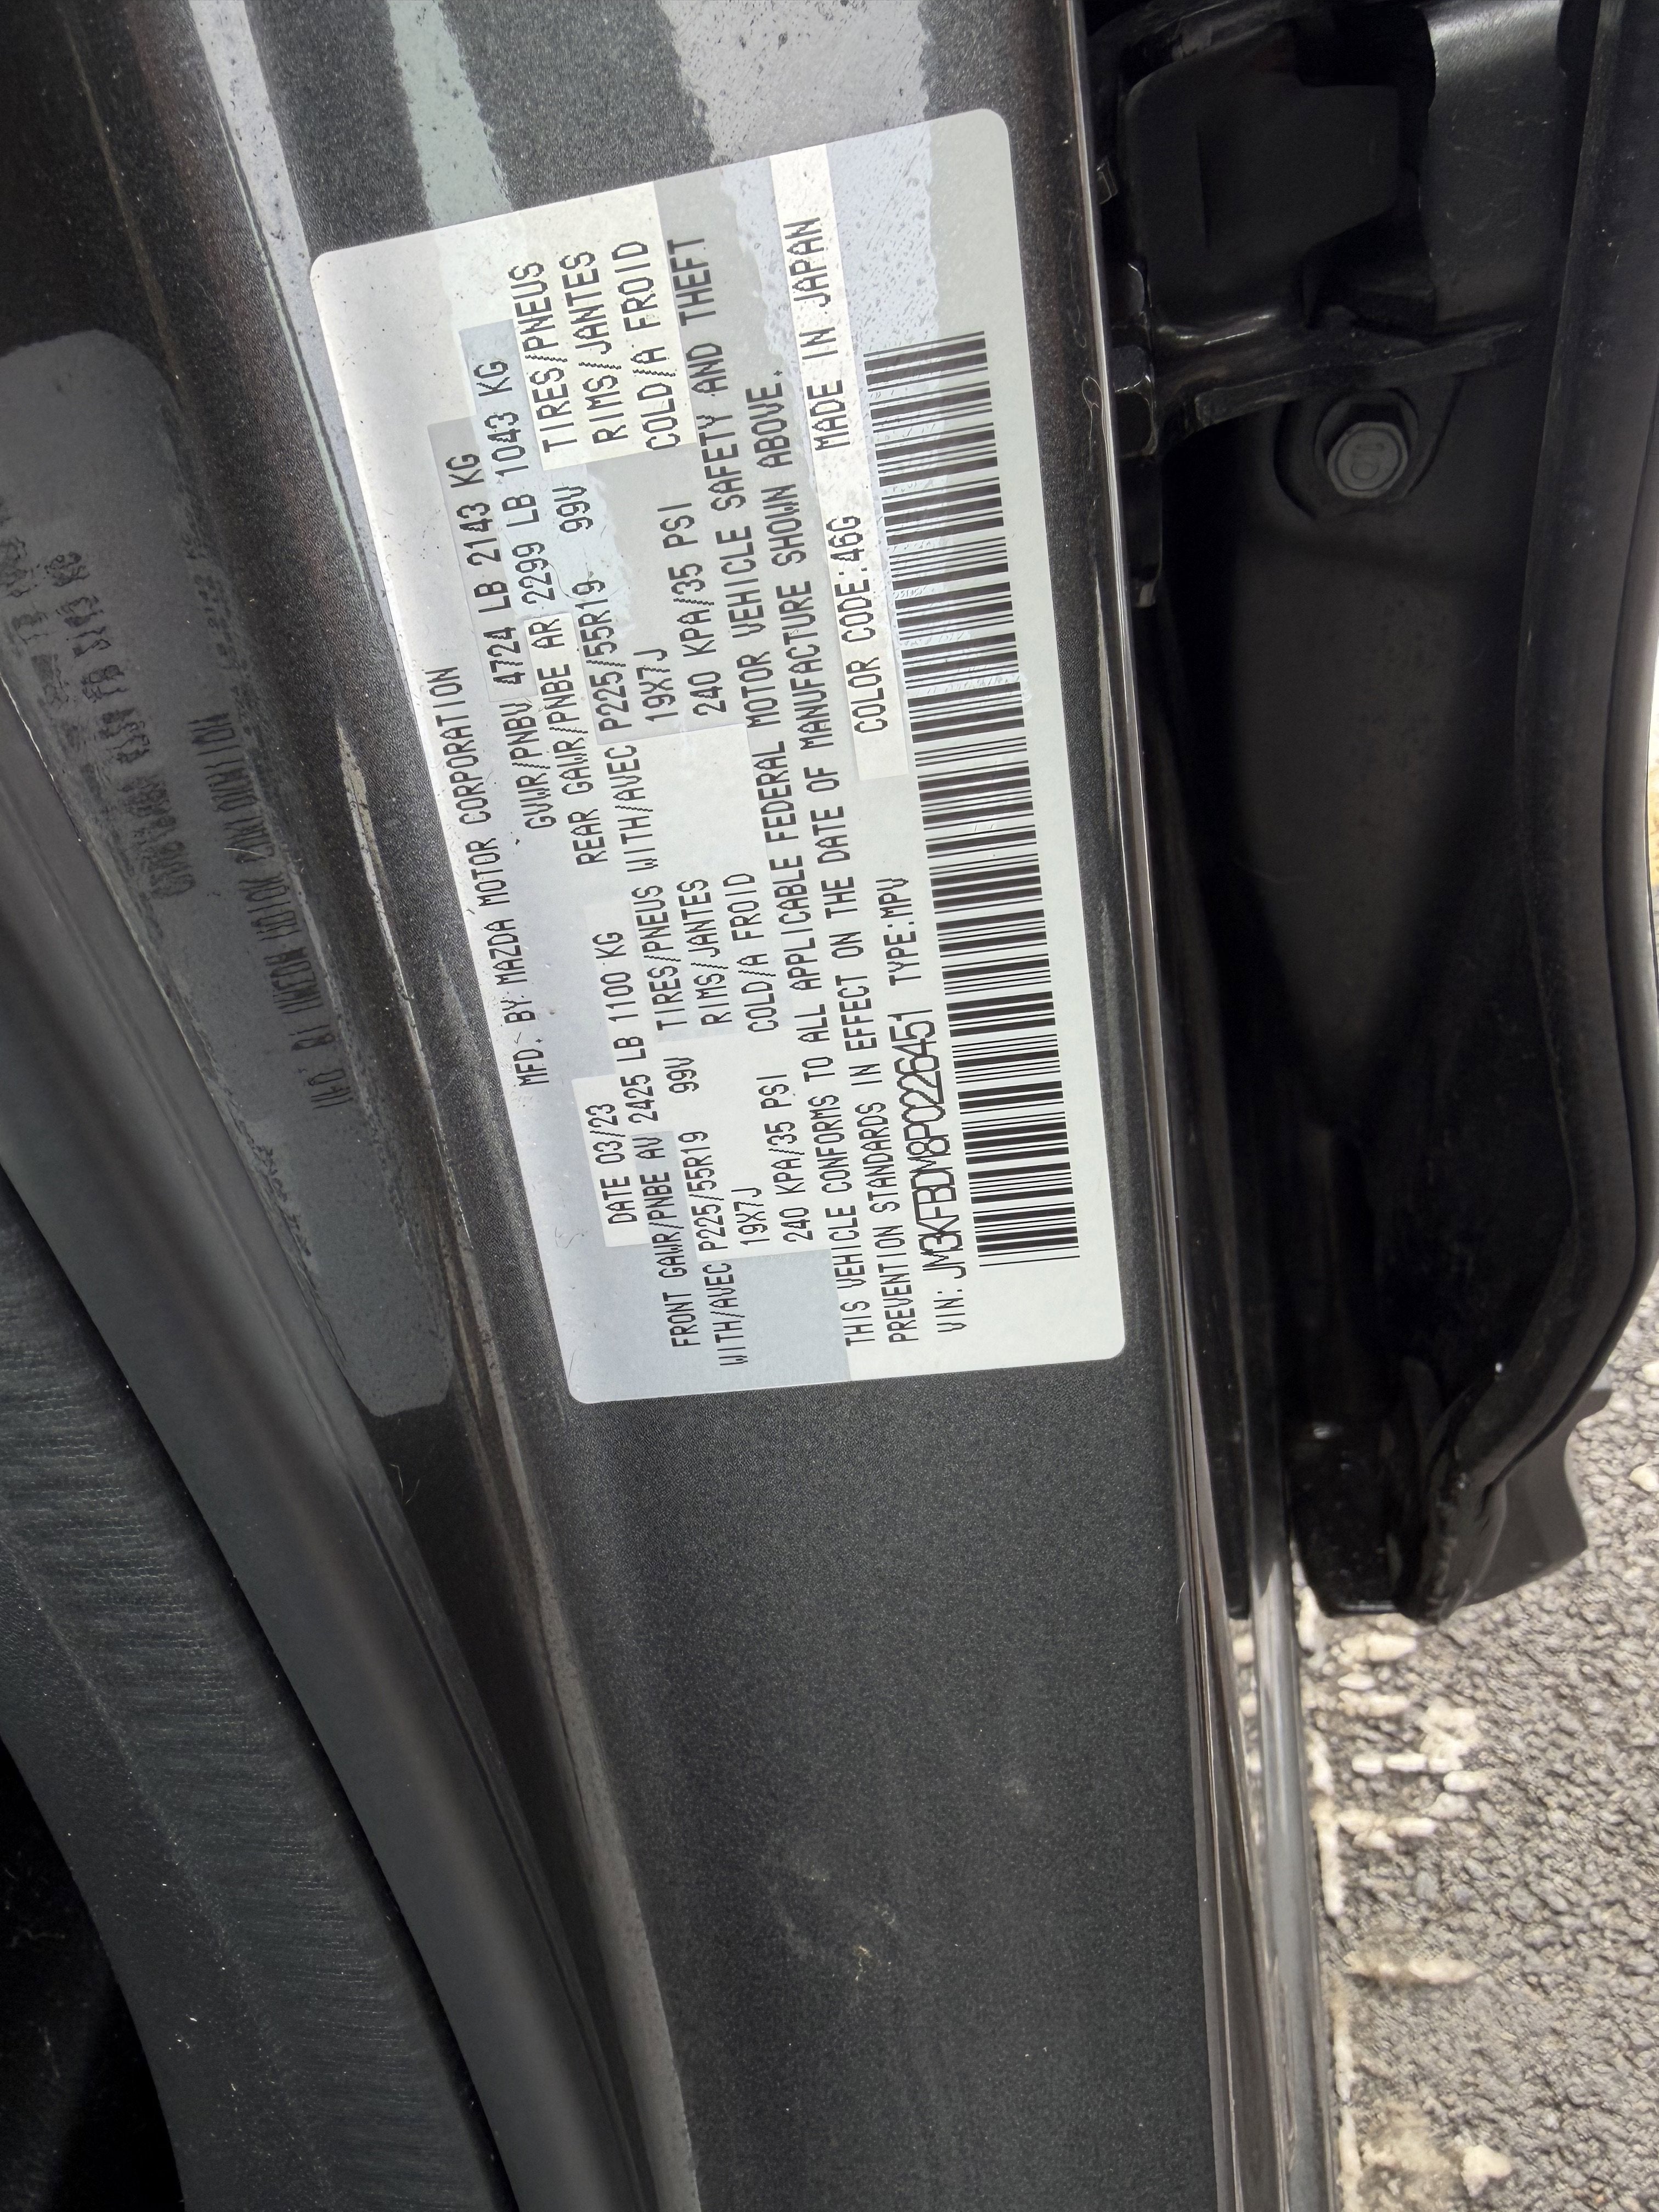 MFD. BY MAZDA MOTOR CORPORATION
DATE 03/23 GVWR/PNBV 4724 LB 2143 KG
FRONT GAWR/PNBE AV 2425 LB 1100 KG REAR GAWR/PNBE AR 2299 LB 1043 KG
WITH/AVEC P225/55R19 99V TIRES/PNEUS WITH/AVEC P225/55R19 99V TIRES/PNEUS
19X7J RIMS/JANTES 19X7J RIMS/JANTES
240 KPA/35 PSI COLD/A FROID 240 KPA/35 PSI COLD/A FROID
THIS VEHICLE CONFORMS TO ALL APPLICABLE FEDERAL MOTOR VEHICLE SAFETY AND THEFT
PREVENTION STANDARDS IN EFFECT ON THE DATE OF MANUFACTURE SHOWN ABOVE.
VIN: JM3KFBDM8P0226451 TYPE:MPV COLOR CODE:46G MADE IN JAPAN